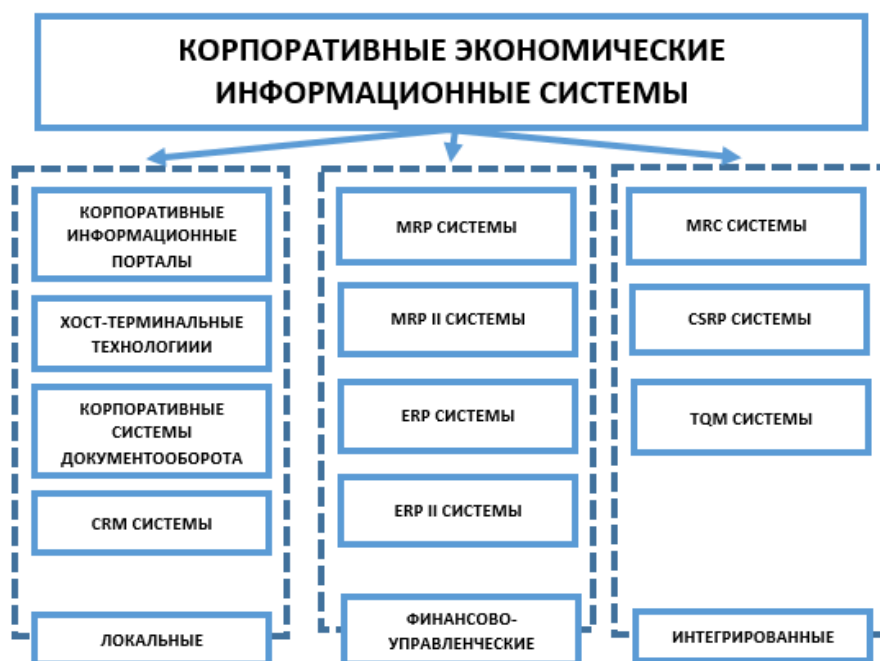 КОРПОРАТИВНЫЕ ЭКОНОМИЧЕСКИЕ
ИНФОРМАЦИОННЫЕ СИСТЕМЫ
КОРПОРАТИВНЫЕ
ИНФОРМАЦИОННЫЕ
ПОРТАЛЫ
ХОСТ-ТЕРМИНАЛЬНЫЕ
ТЕХНОЛОГИИИ
КОРПОРАТИВНЫЕ
СИСТЕМЫ
ДОКУМЕНТООБОРОТА
CRM СИСТЕМЫ
ЛОКАЛЬНЫЕ
MRP СИСТЕМЫ
MRP II СИСТЕМЫ
ERP СИСТЕМЫ
ERP II СИСТЕМЫ
ФИНАНСОВО-
УПРАВЛЕНЧЕСКИЕ
MRC СИСТЕМЫ
CSRP СИСТЕМЫ
TQM СИСТЕМЫ
ИНТЕГРИРОВАННЫЕ